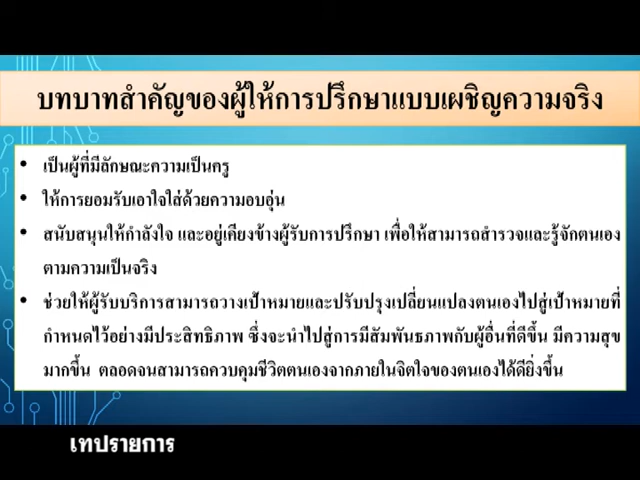 บทบาทสำคัญของผู้ให้การปรึกษาแบบเผชิญความจริง
• เป็นผู้ที่มีลักษณะความเป็นครู
• ให้การยอมรับเอาใจใส่ด้วยความอบอุ่น
• สนับสนุนให้กำลังใจ และอยู่เคียงข้างผู้รับการปรึกษา เพื่อให้สามารถสำรวจและรู้จักตนเอง
ตามความเป็นจริง
• ช่วยให้ผู้รับบริการสามารถวางเป้าหมายและปรับปรุงเปลี่ยนแปลงตนเองไปสู่เป้าหมายที่
กำหนดไว้อย่างมีประสิทธิภาพ ซึ่งจะนำไปสู่การมีสัมพันธภาพกับผู้อื่นที่ดีขึ้น มีความสุข
มากขึ้น ตลอดจนสามารถควบคุมชีวิตตนเองจากภายในจิตใจของตนเองได้ดียิ่งขึ้น
เทปรายการ